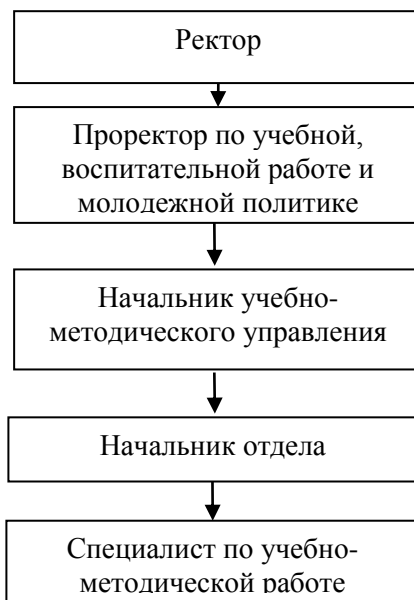 Ректор
Проректор по учебной,
воспитательной работе и
молодежной политике
Начальник учебно-
методического управления
Начальник отдела
Специалист по учебно-
методической работе